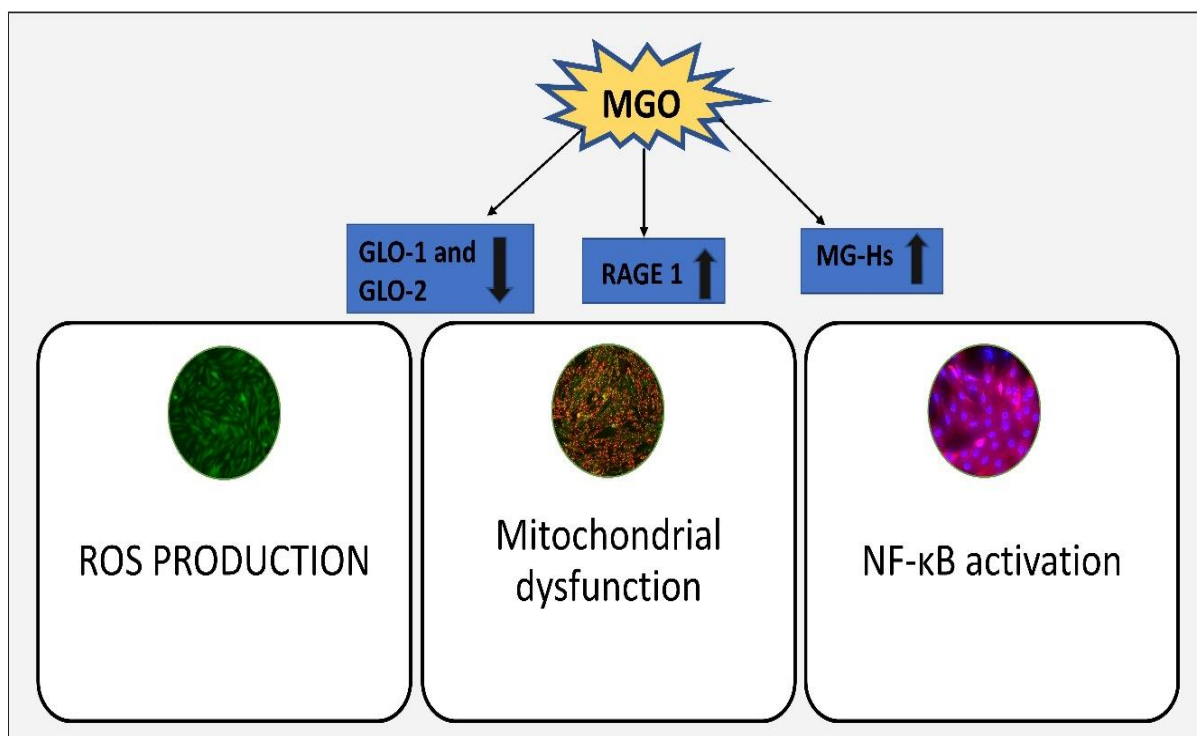 MGO
GLO-1 and
GLO-2
RAGE 1
MG-Hs
ROS PRODUCTION
Mitochondrial
dysfunction
NF-κB activation